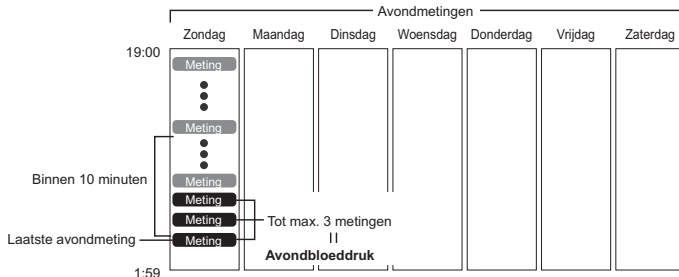 Avondmetingen
Zondag Maandag Dinsdag Woensdag Donderdag Vrijdag Zaterdag
19:00
Meting
Meting
Binnen 10 minuten
Meting
Meting
Meting Tot max. 3 metingen
Laatste avondmeting Meting
=
Avondbloeddruk
1:59